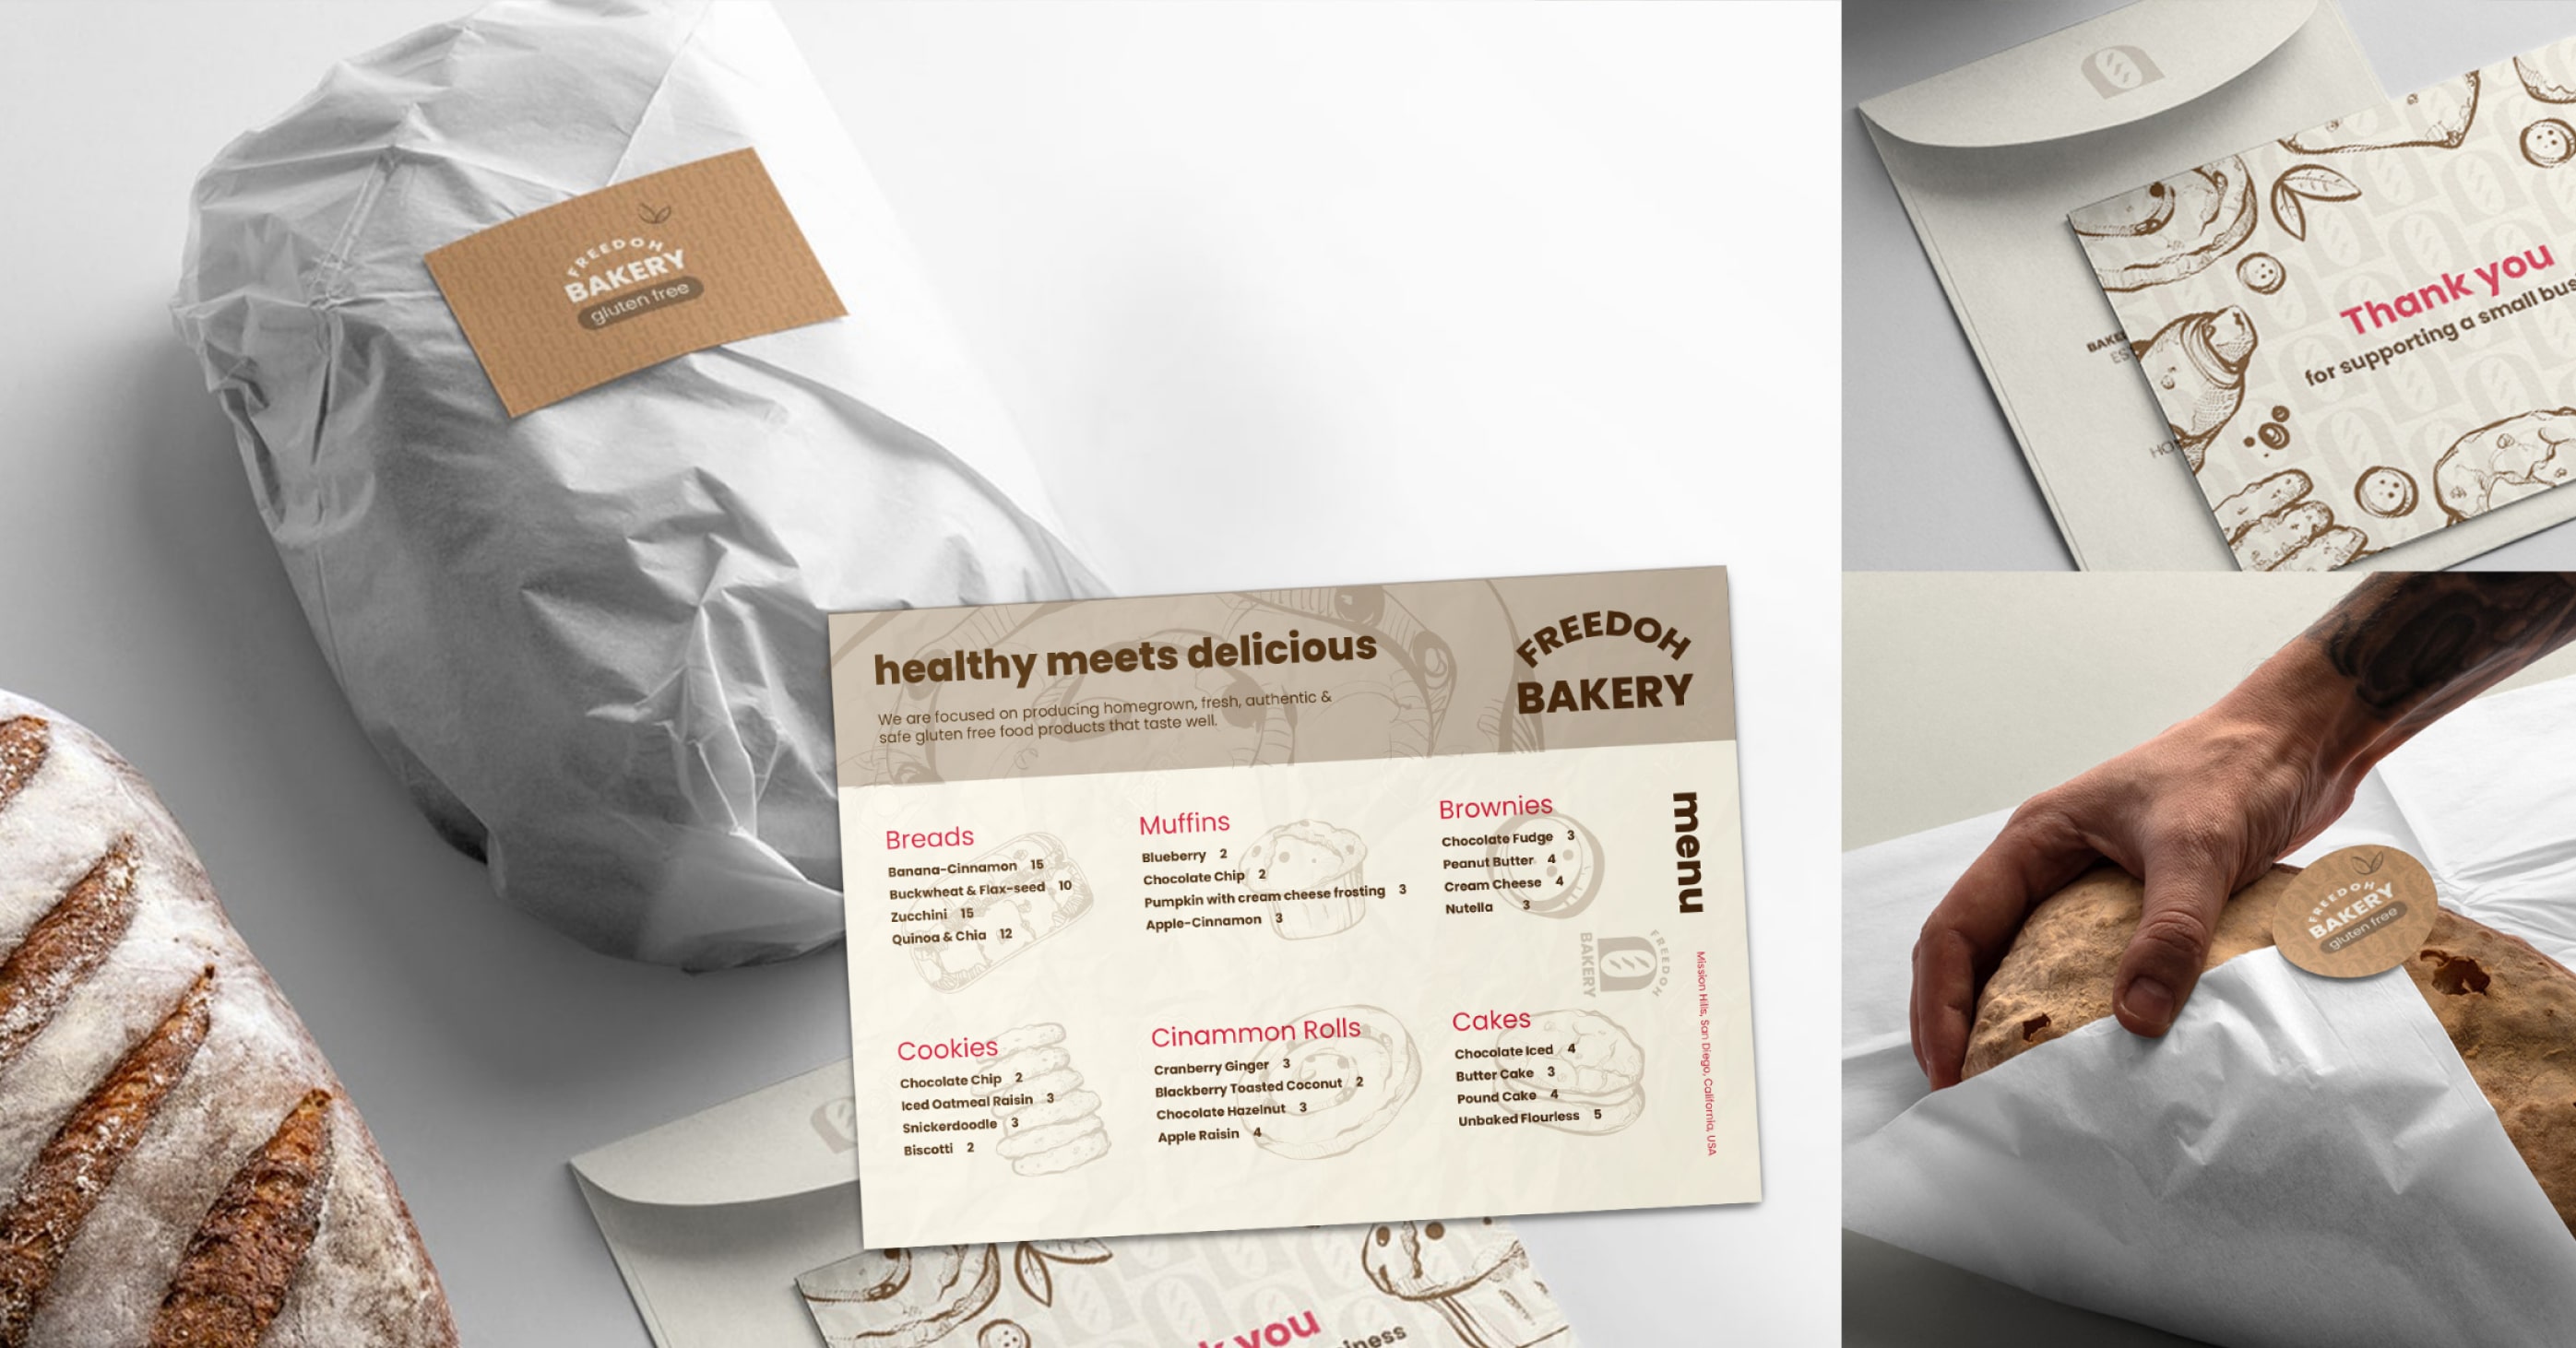 FREEDOH
BAKERY
gluten free
healthy meets delicious
We are focused on producing homegrown, fresh, authentic &
safe gluten free food products that taste well.
FREEDOH
BAKERY
Breads
Banana-Cinnamon 15
Buckwheat & Flax-seed 10
Zucchini 15
Quinoa & Chia 12
Muffins
Blueberry 2
Chocolate Chip 2
Pumpkin with cream cheese frosting 3
Apple-Cinnamon 3
Brownies
Chocolate Fudge 3
Peanut Butter 4
Cream Cheese 4
Nutella 3
menu
FREEDOH
BAKERY
Mission Hills, San Diego, California, USA
Cookies
Chocolate Chip 2
Iced Oatmeal Raisin 3
Snickerdoodle 3
Biscotti 2
Cinammon Rolls
Cranberry Ginger 3
Blackberry Toasted Coconut 2
Chocolate Hazelnut 3
Apple Raisin 4
Cakes
Chocolate Iced 4
Butter Cake 3
Pound Cake 4
Unbaked Flourless 5
you
Thank you
for supporting a small
FREEDOH
BAKERY
gluten free